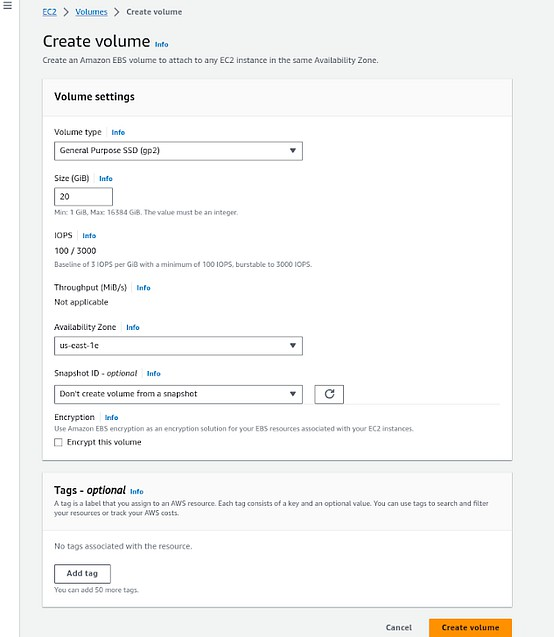 EC2 > Volumes > Create volume
Create volume Info
Create an Amazon EBS volume to attach to any EC2 instance in the same Availability Zone.
Volume settings
Volume type Info
General Purpose SSD (gp2)
Size (GiB) Info
20
Min: 1 GiB, Max: 16384 GiB. The value must be an integer.
IOPS Info
100 / 3000
Baseline of 3 IOPS per GiB with a minimum of 100 IOPS, burstable to 3000 IOPS.
Throughput (MiB/s) Info
Not applicable
Availability Zone Info
us-east-1e
Snapshot ID - optional Info
Don't create volume from a snapshot
Encryption Info
Use Amazon EBS encryption as an encryption solution for your EBS resources associated with your EC2 instances.
Encrypt this volume
Tags - optional Info
A tag is a label that you assign to an AWS resource. Each tag consists of a key and an optional value. You can use tags to search and filter
your resources or track your AWS costs.
No tags associated with the resource.
Add tag
You can add 50 more tags.
Cancel Create volume